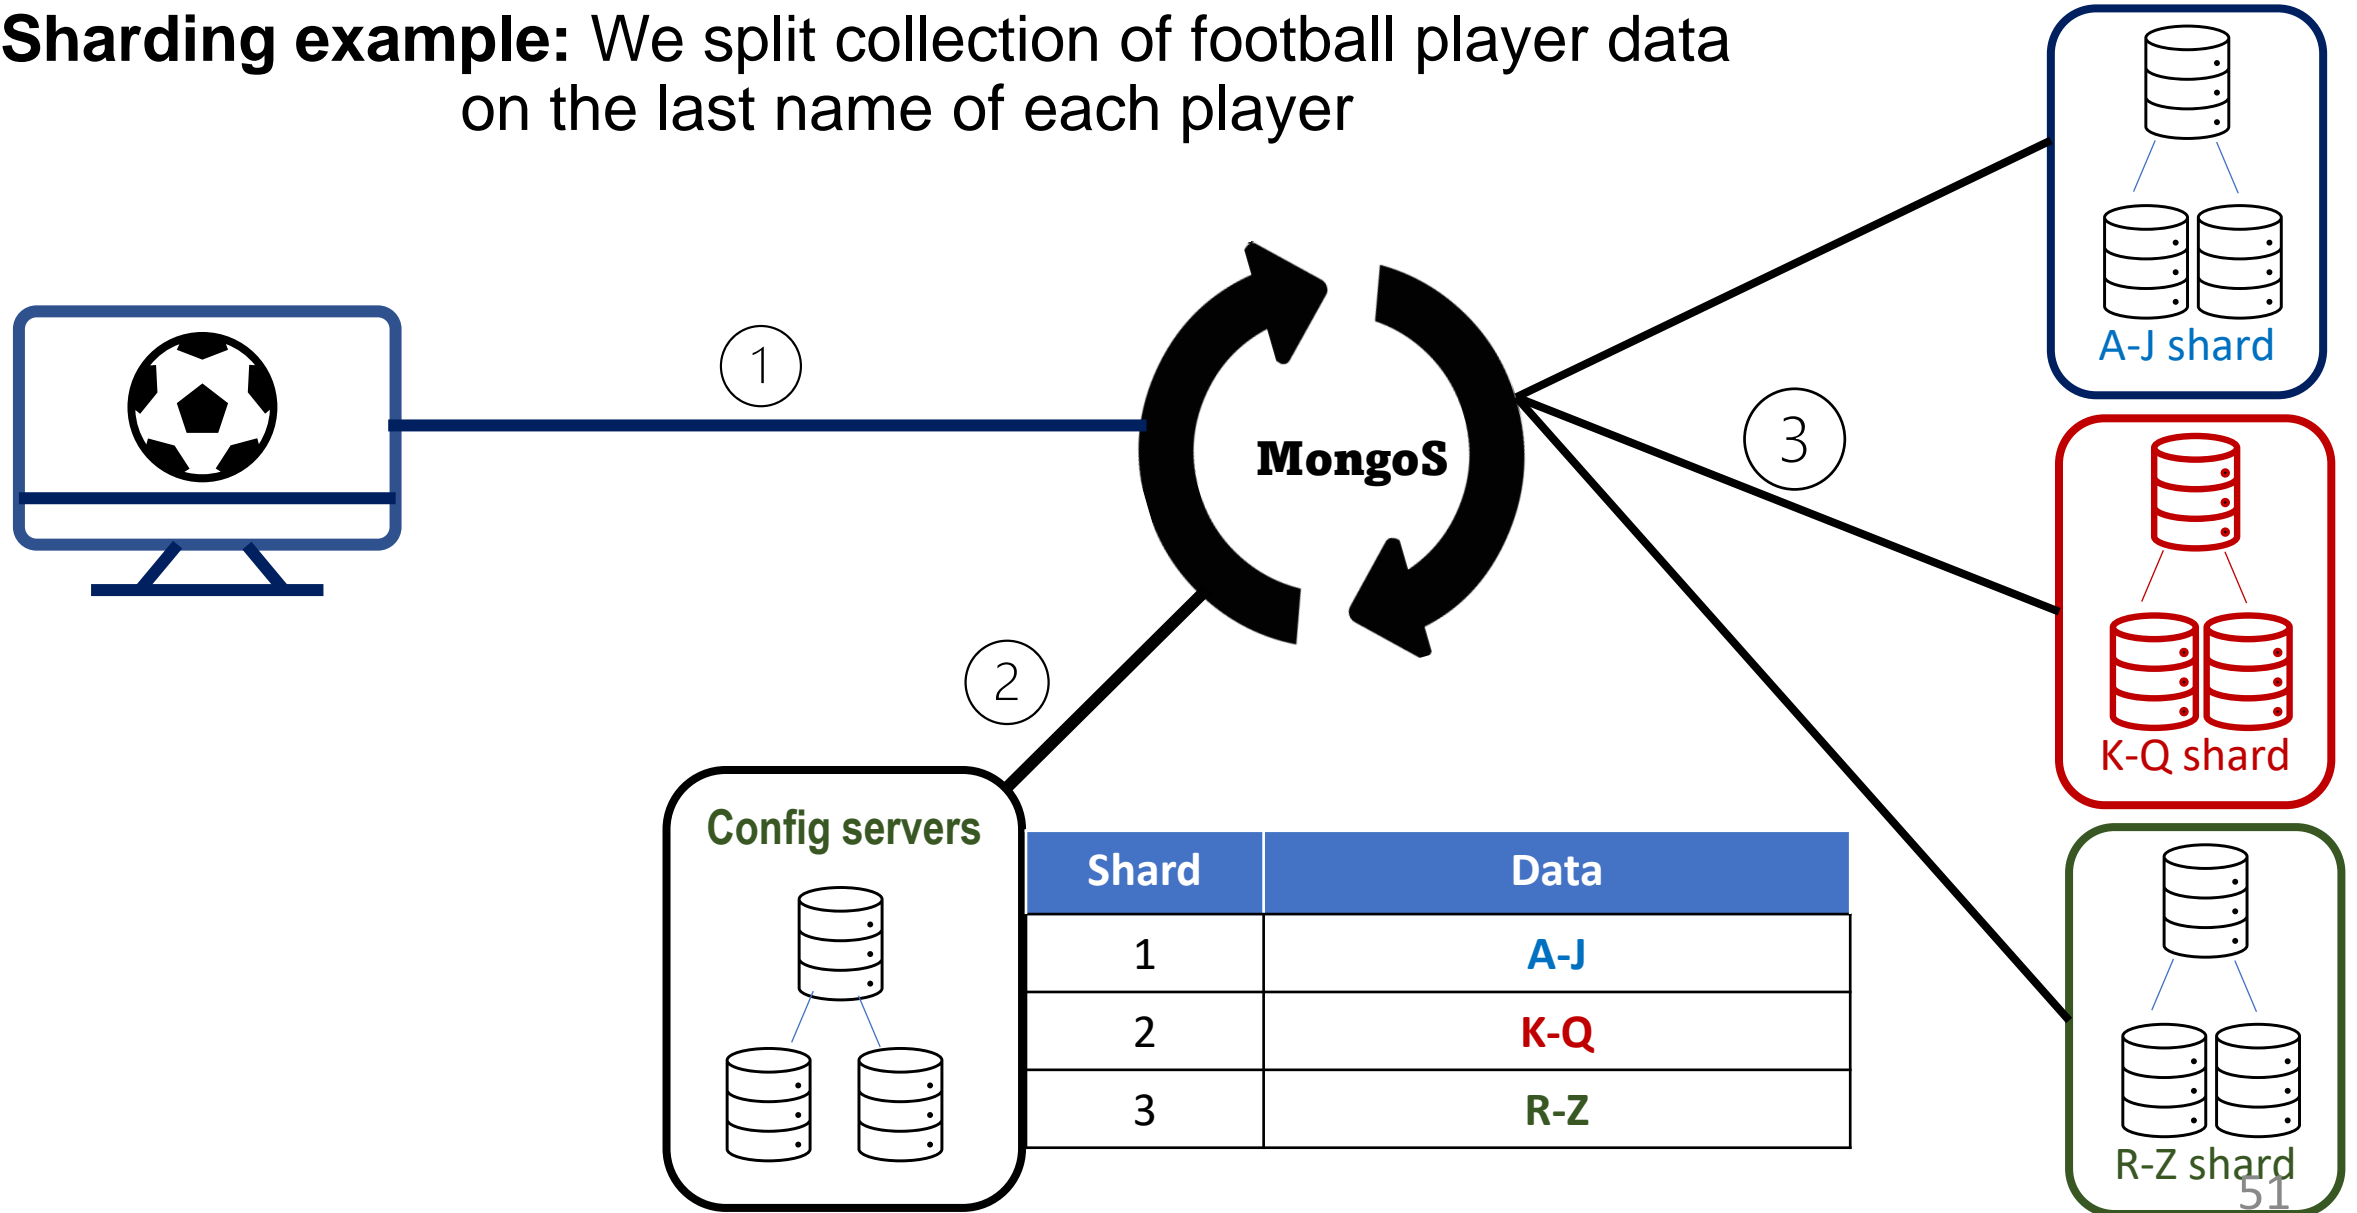 Sharding example: We split collection of football player data
on the last name of each player
1
MongoS
3
2
A-J shard
K-Q shard
R-Z shard
Config servers
Shard Data
1 A-J
2 K-Q
3 R-Z
51